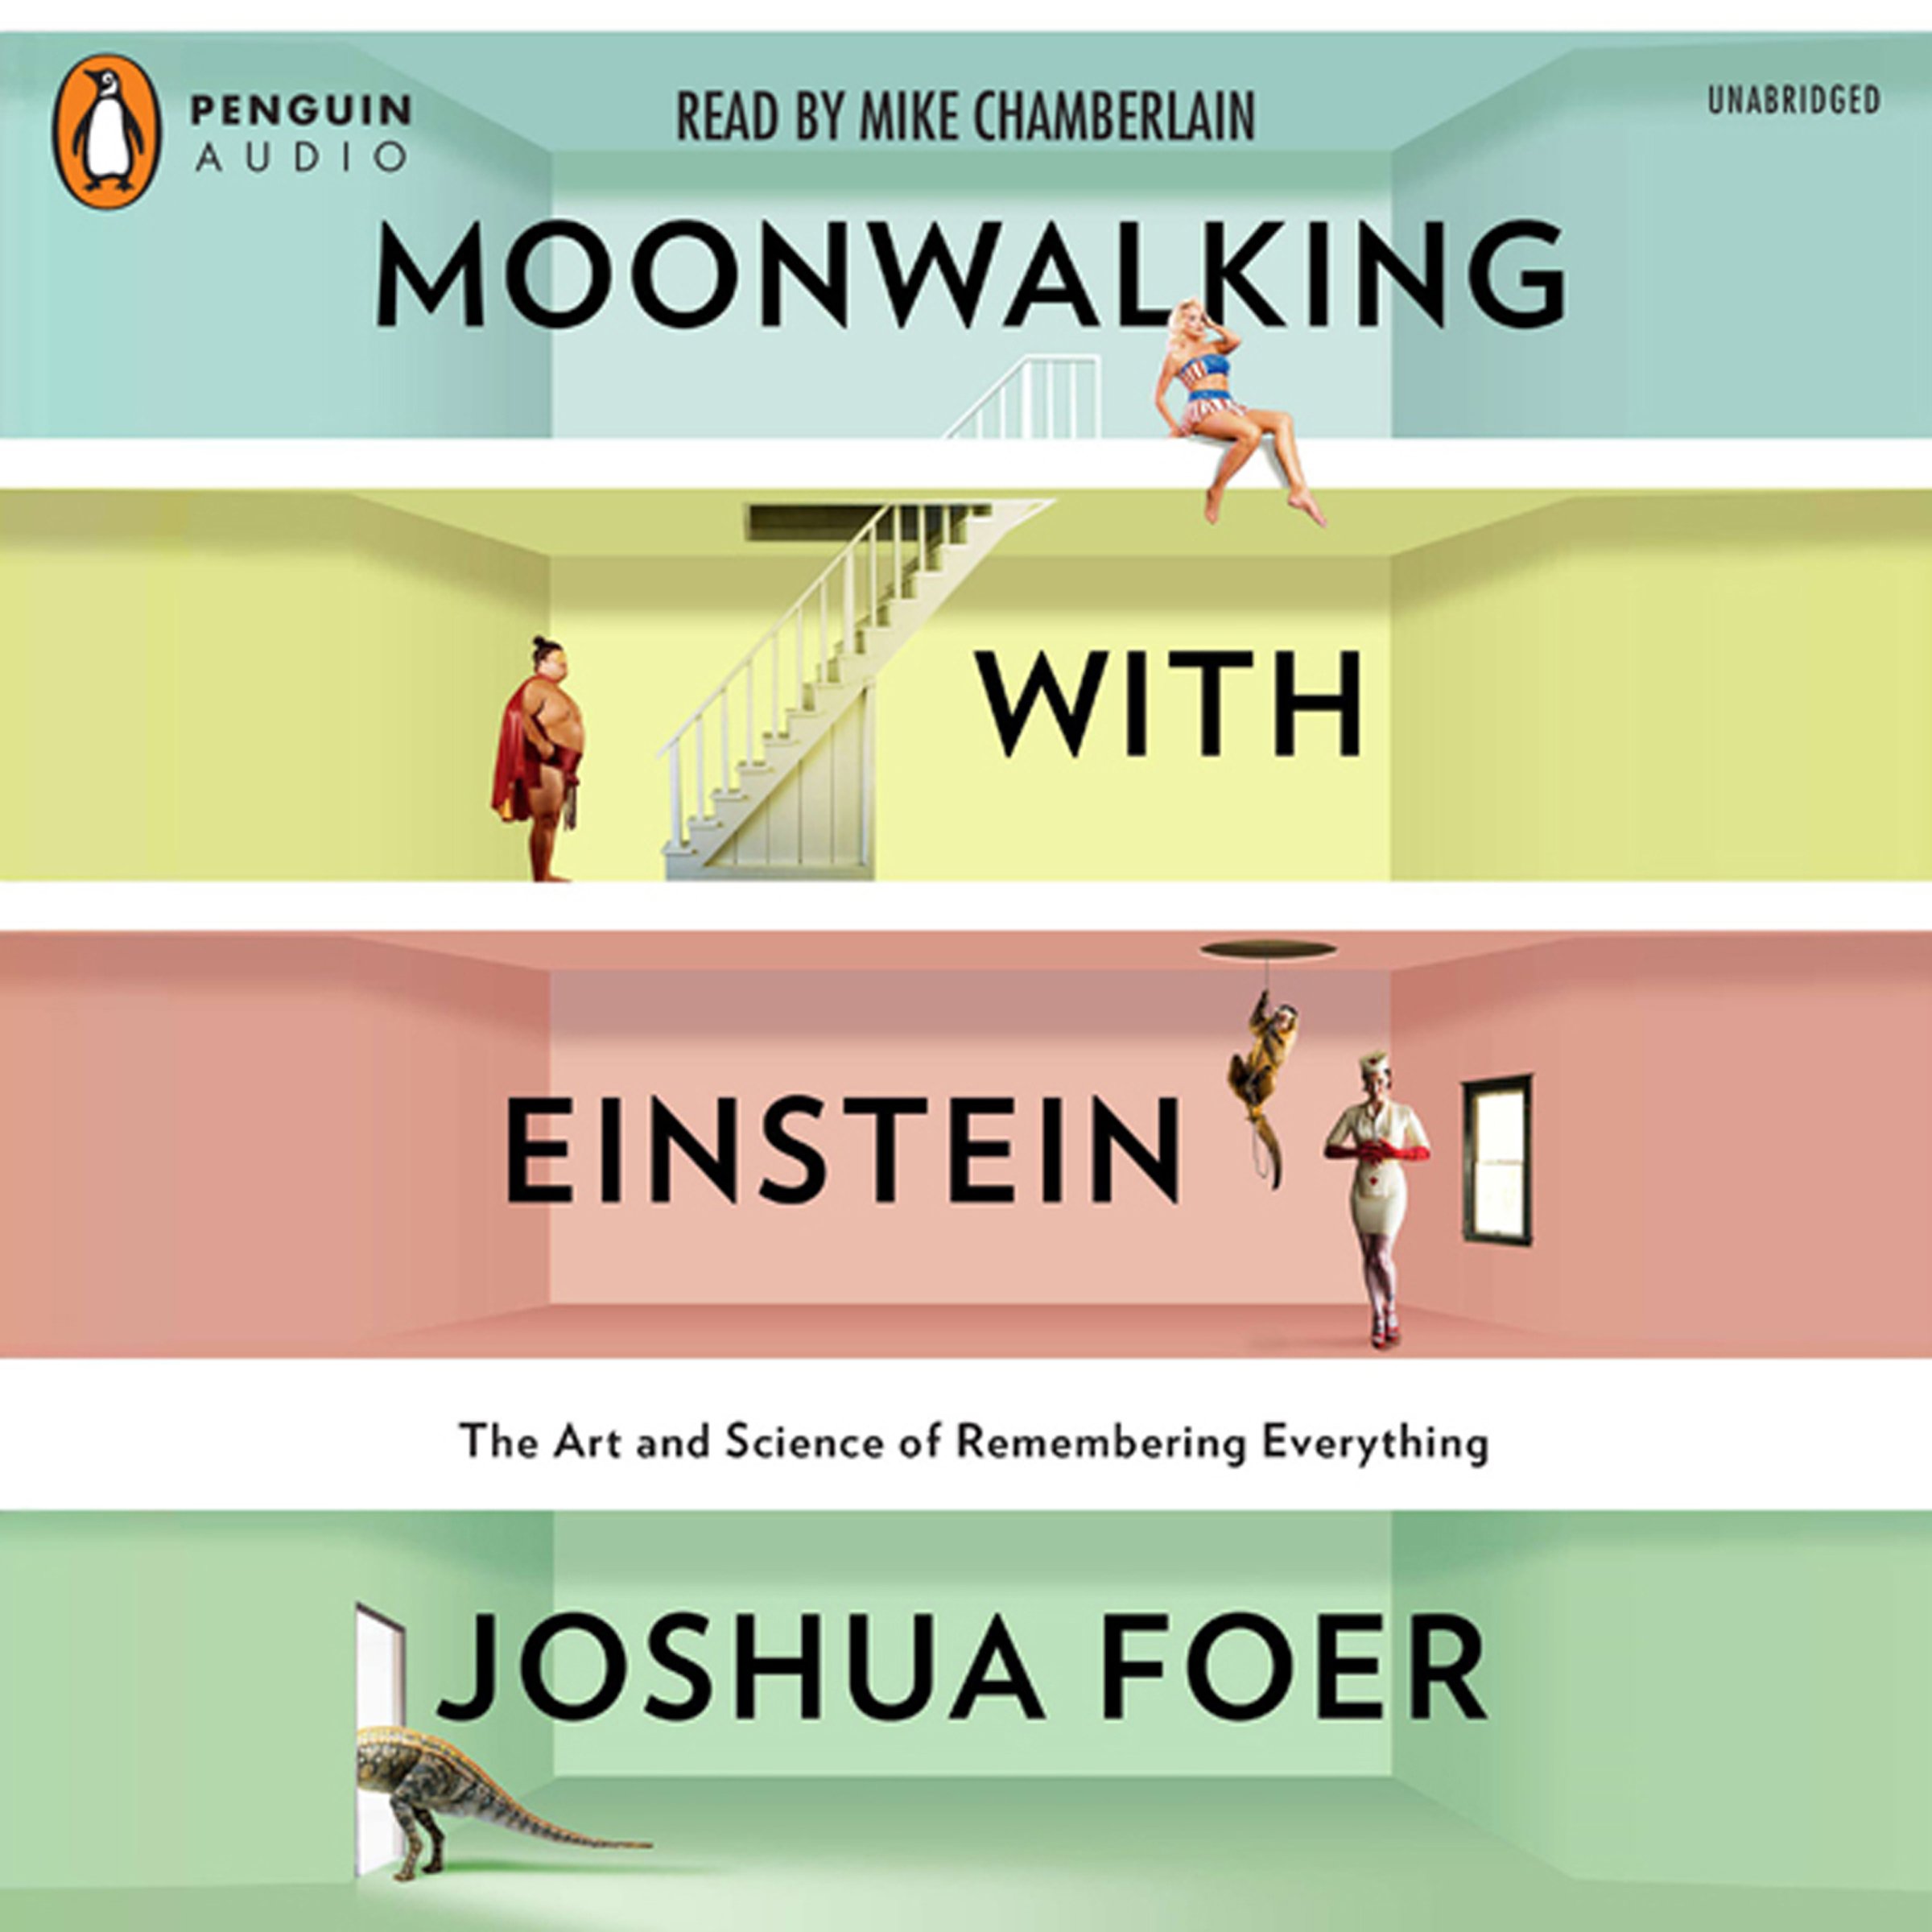 PENGUIN
AUDIO
READ BY MIKE CHAMBERLAIN
UNABRIDGED
MOONWALKING
WITH
EINSTEIN
The Art and Science of Remembering Everything
JOSHUA FOER